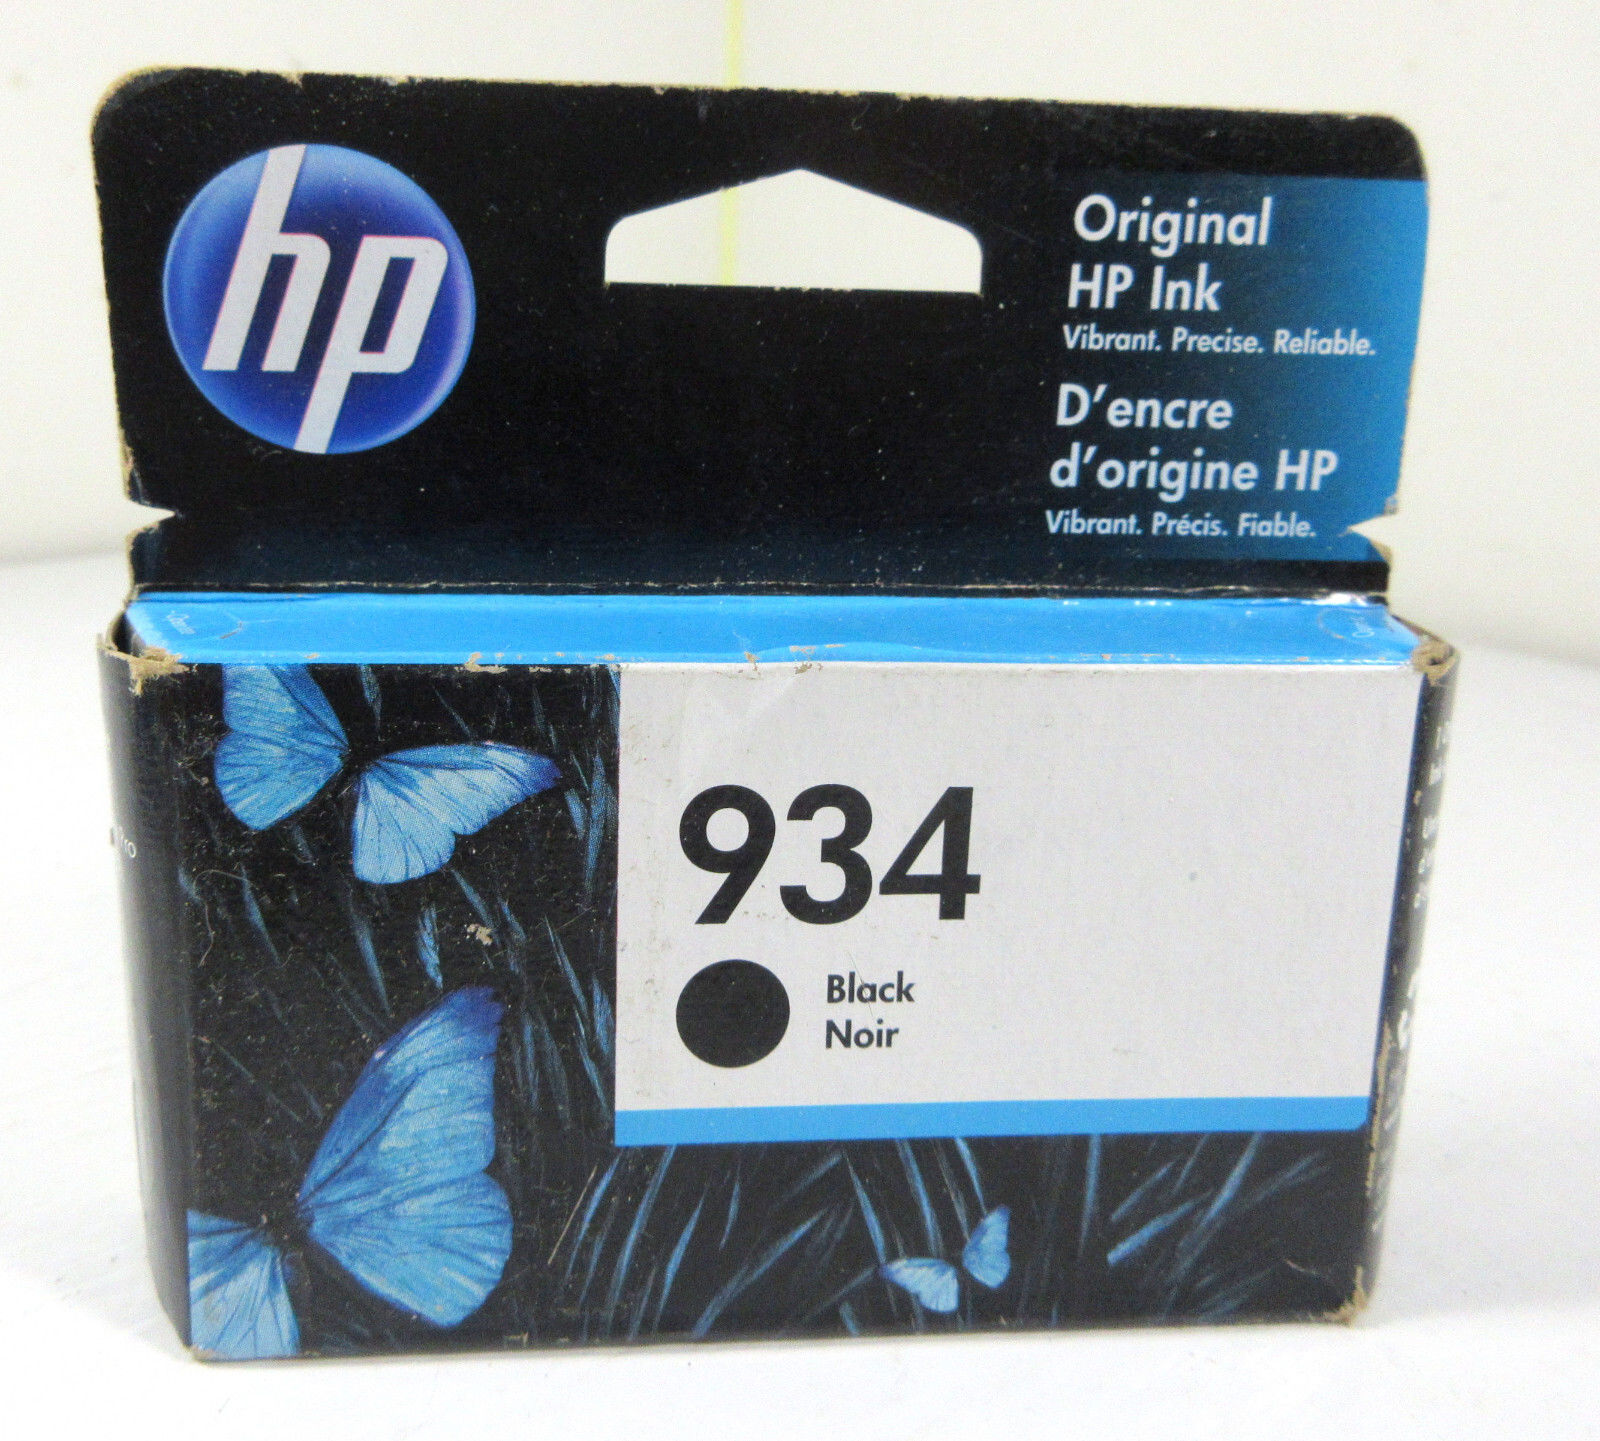 hp
Original
HP Ink
Vibrant. Precise. Reliable.
D'encre
d'origine HP
Vibrant. Précis. Fiable.
934
Black
Noir